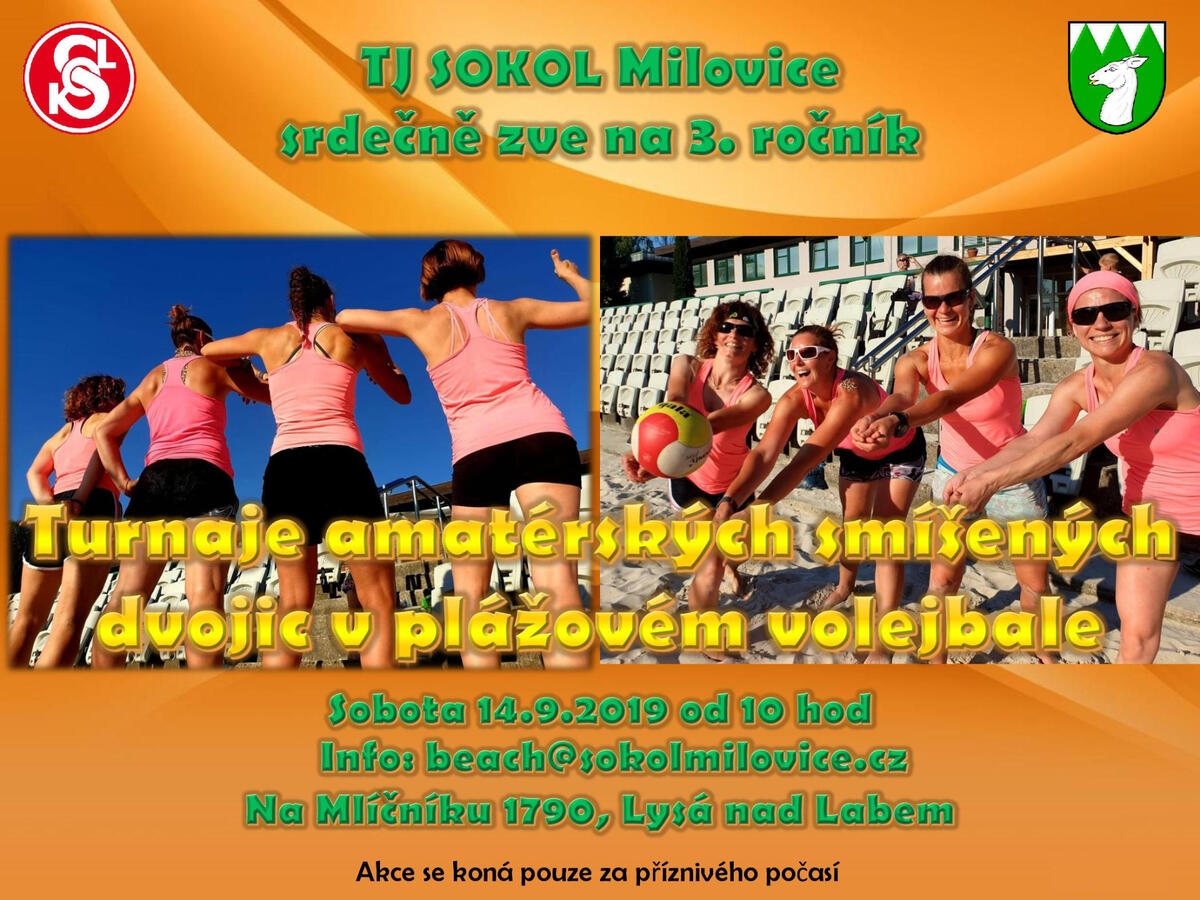 TJ SOKOL Milovice
srdečně zve na 3. ročník
gala
Turnaje amatérských smíšených
dvojic v plážovém volejbale
Sobota 14.9.2019 od 10 hod
Info: beach@sokolmilovice.cz
Na Mlíčníku 1790, Lysá nad Labem
Akce se koná pouze za příznivého počasí